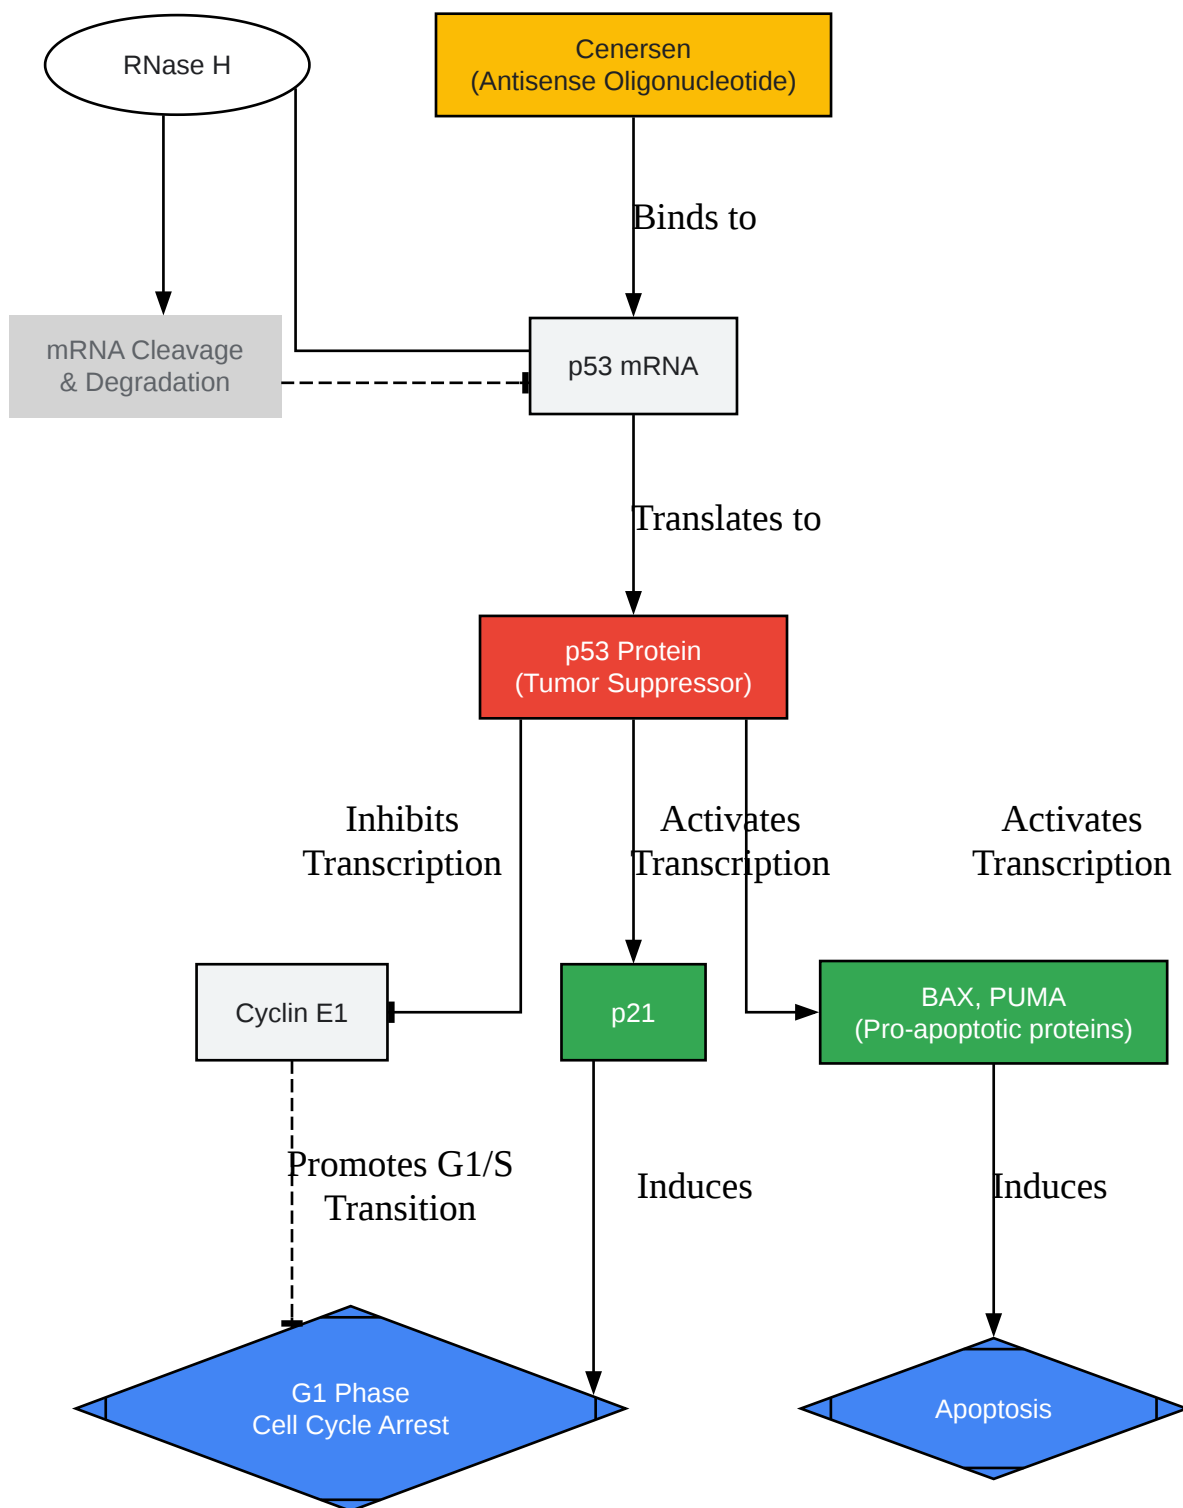 RNase H
Cenersen
(Antisense Oligonucleotide)
Binds to
mRNA Cleavage
& Degradation
p53 mRNA
Translates to
p53 Protein
(Tumor Suppressor)
Inhibits
Transcription
Activates
Transcription
Activates
Transcription
Cyclin E1
p21
BAX, PUMA
(Pro-apoptotic proteins)
Promotes G1/S
Transition
Induces
Induces
G1 Phase
Cell Cycle Arrest
Apoptosis